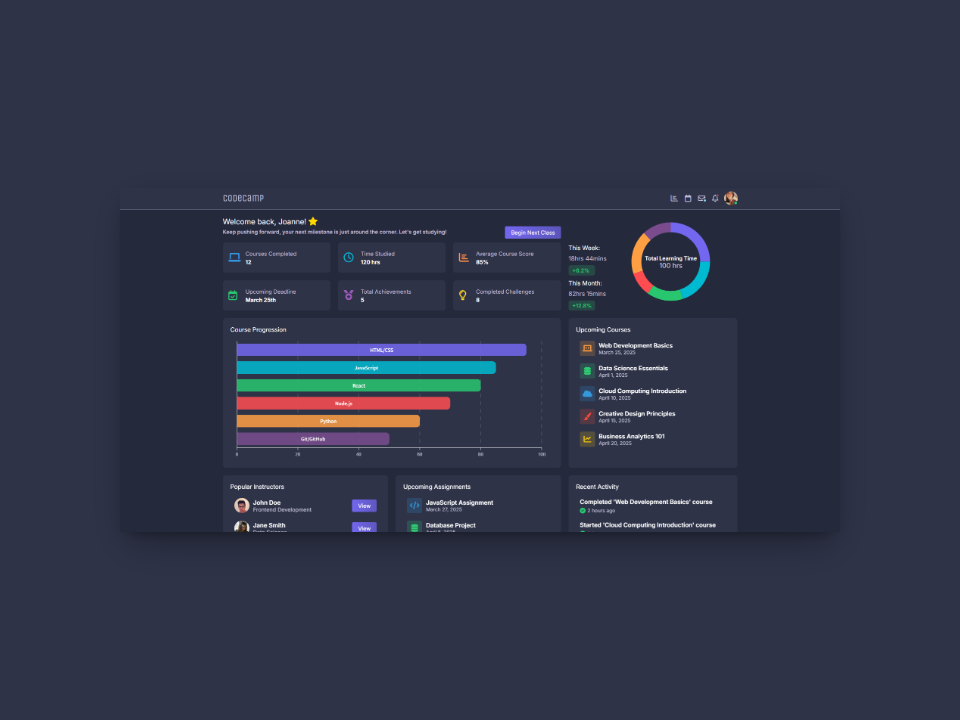 codecamp
Welcome back, Joanne!
Keep pushing forward, your next milestone is just around the corner. Let's get studying!
Begin Next Class
Courses Completed
12
Time Studied
120 hrs
Average Course Score
85%
Upcoming Deadline
March 25th
Total Achievements
5
Completed Challenges
8
This Week:
18hrs 44mins
+8.2%
This Month:
82hrs 15mins
+12.8%
Total Learning Time
100 hrs
Course Progression
HTML/CSS
JavaScript
React
Node.js
Python
Git/GitHub
0 20 40 60 80 100
Upcoming Courses
Web Development Basics
March 25, 2025
Data Science Essentials
April 1, 2025
Cloud Computing Introduction
April 10, 2025
Creative Design Principles
April 15, 2025
Business Analytics 101
April 20, 2025
Popular Instructors
John Doe
Frontend Development
View
Jane Smith
View
Upcoming Assignments
JavaScript Assignment
March 27, 2025
Database Project
Recent Activity
Completed 'Web Development Basics' course
2 hours ago
Started 'Cloud Computing Introduction' course